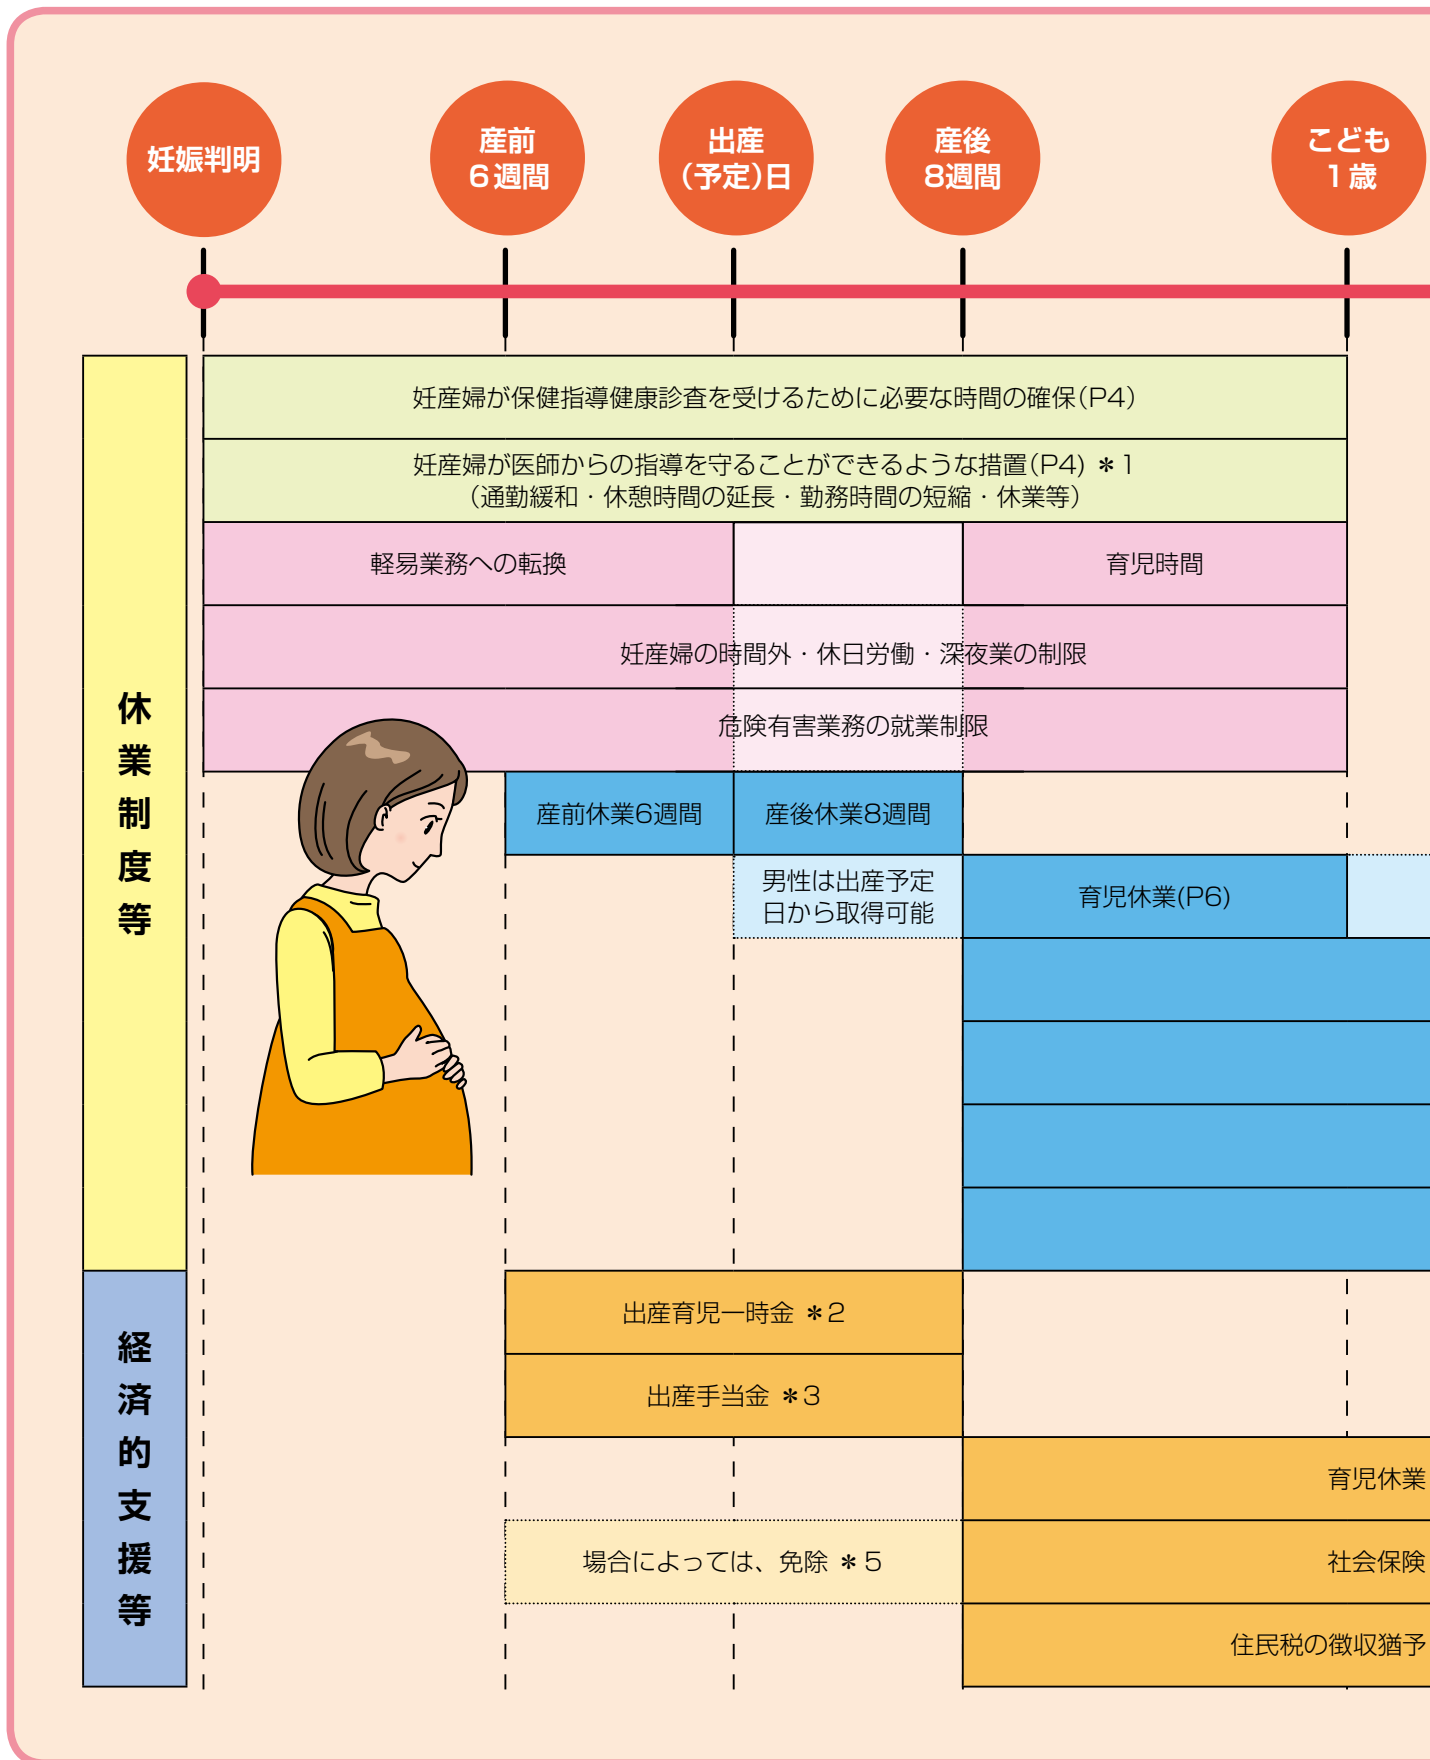 妊娠判明
産前
6週間
出産
(予定)日
産後
8週間
こども
1歳
休業制度等
妊産婦が保健指導健康診査を受けるために必要な時間の確保(P4)
妊産婦が医師からの指導を守ることができるような措置(P4) ＊1
(通勤緩和・休憩時間の延長・勤務時間の短縮・休業等)
軽易業務への転換
育児時間
妊産婦の時間外・休日労働・深夜業の制限
危険有害業務の就業制限
産前休業6週間
産後休業8週間
男性は出産予定
日から取得可能
育児休業(P6)
経済的支援等
出産育児一時金 ＊2
出産手当金 ＊3
育児休業
場合によっては、免除 ＊5
社会保険
住民税の徴収猶予